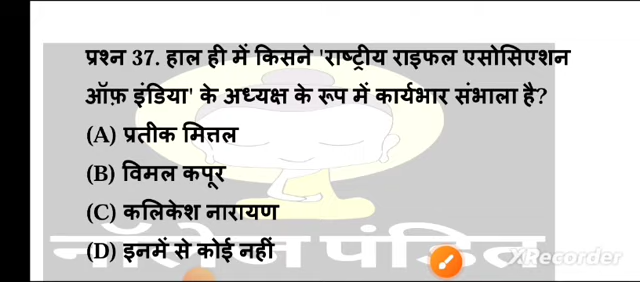 प्रश्न 37. हाल ही में किसने 'राष्ट्रीय राइफल एसोसिएशन
ऑफ़ इंडिया' के अध्यक्ष के रूप में कार्यभार संभाला है?
(A) प्रतीक मित्तल
(B) विमल कपूर
(C) कलिकेश नारायण
(D) इनमें से कोई नहीं
नॉलेज पंडित
XRecorder